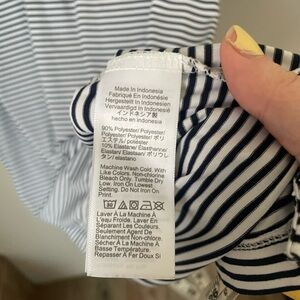 Made In Indonesia
Fabriqué En Indonésie
Hergestellt In Indonesien
Vervaardigd In Indonesië
インドネシア製
hecho en indonesia
90% Polyester/ Polyester/
Polyester/ Poliestere/ ポリ
エステル/ poliéster
10% Elastane/ Elasthanne/
Elastan/ Elastaan/ ポリウレ
タン/ elastano
Machine Wash Cold, With
Like Colors. Non-chlorine
Bleach Only. Tumble Dry
Low. Iron On Lowest
Setting. Do Not Iron On
Print.
Laver À La Machine À
L'eau Froide. Laver En
Séparant Les Couleurs.
Seulement Agent De
Blanchiment Non-chloré.
Sécher À La Machine À
Basse Température.
Repasser À Fer Doux Si